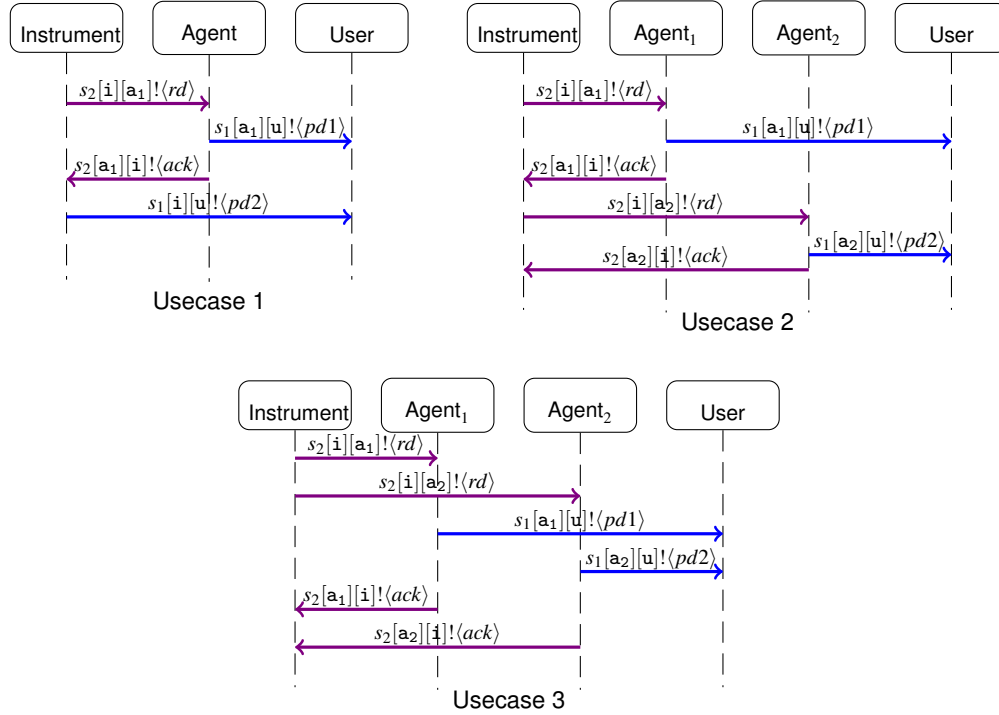 Instrument Agent User
s₂[i][a₁]!⟨rd⟩
s₁[a₁][u]!⟨pd1⟩
s₂[a₁][i]!⟨ack⟩
s₁[i][u]!⟨pd2⟩
Usecase 1
Instrument Agent₁ Agent₂ User
s₂[i][a₁]!⟨rd⟩
s₁[a₁][u]!⟨pd1⟩
s₂[a₁][i]!⟨ack⟩
s₂[i][a₂]!⟨rd⟩
s₁[a₂][u]!⟨pd2⟩
s₂[a₂][i]!⟨ack⟩
Usecase 2
Instrument Agent₁ Agent₂ User
s₂[i][a₁]!⟨rd⟩
s₂[i][a₂]!⟨rd⟩
s₁[a₁][u]!⟨pd1⟩
s₁[a₂][u]!⟨pd2⟩
s₂[a₁][i]!⟨ack⟩
s₂[a₂][i]!⟨ack⟩
Usecase 3